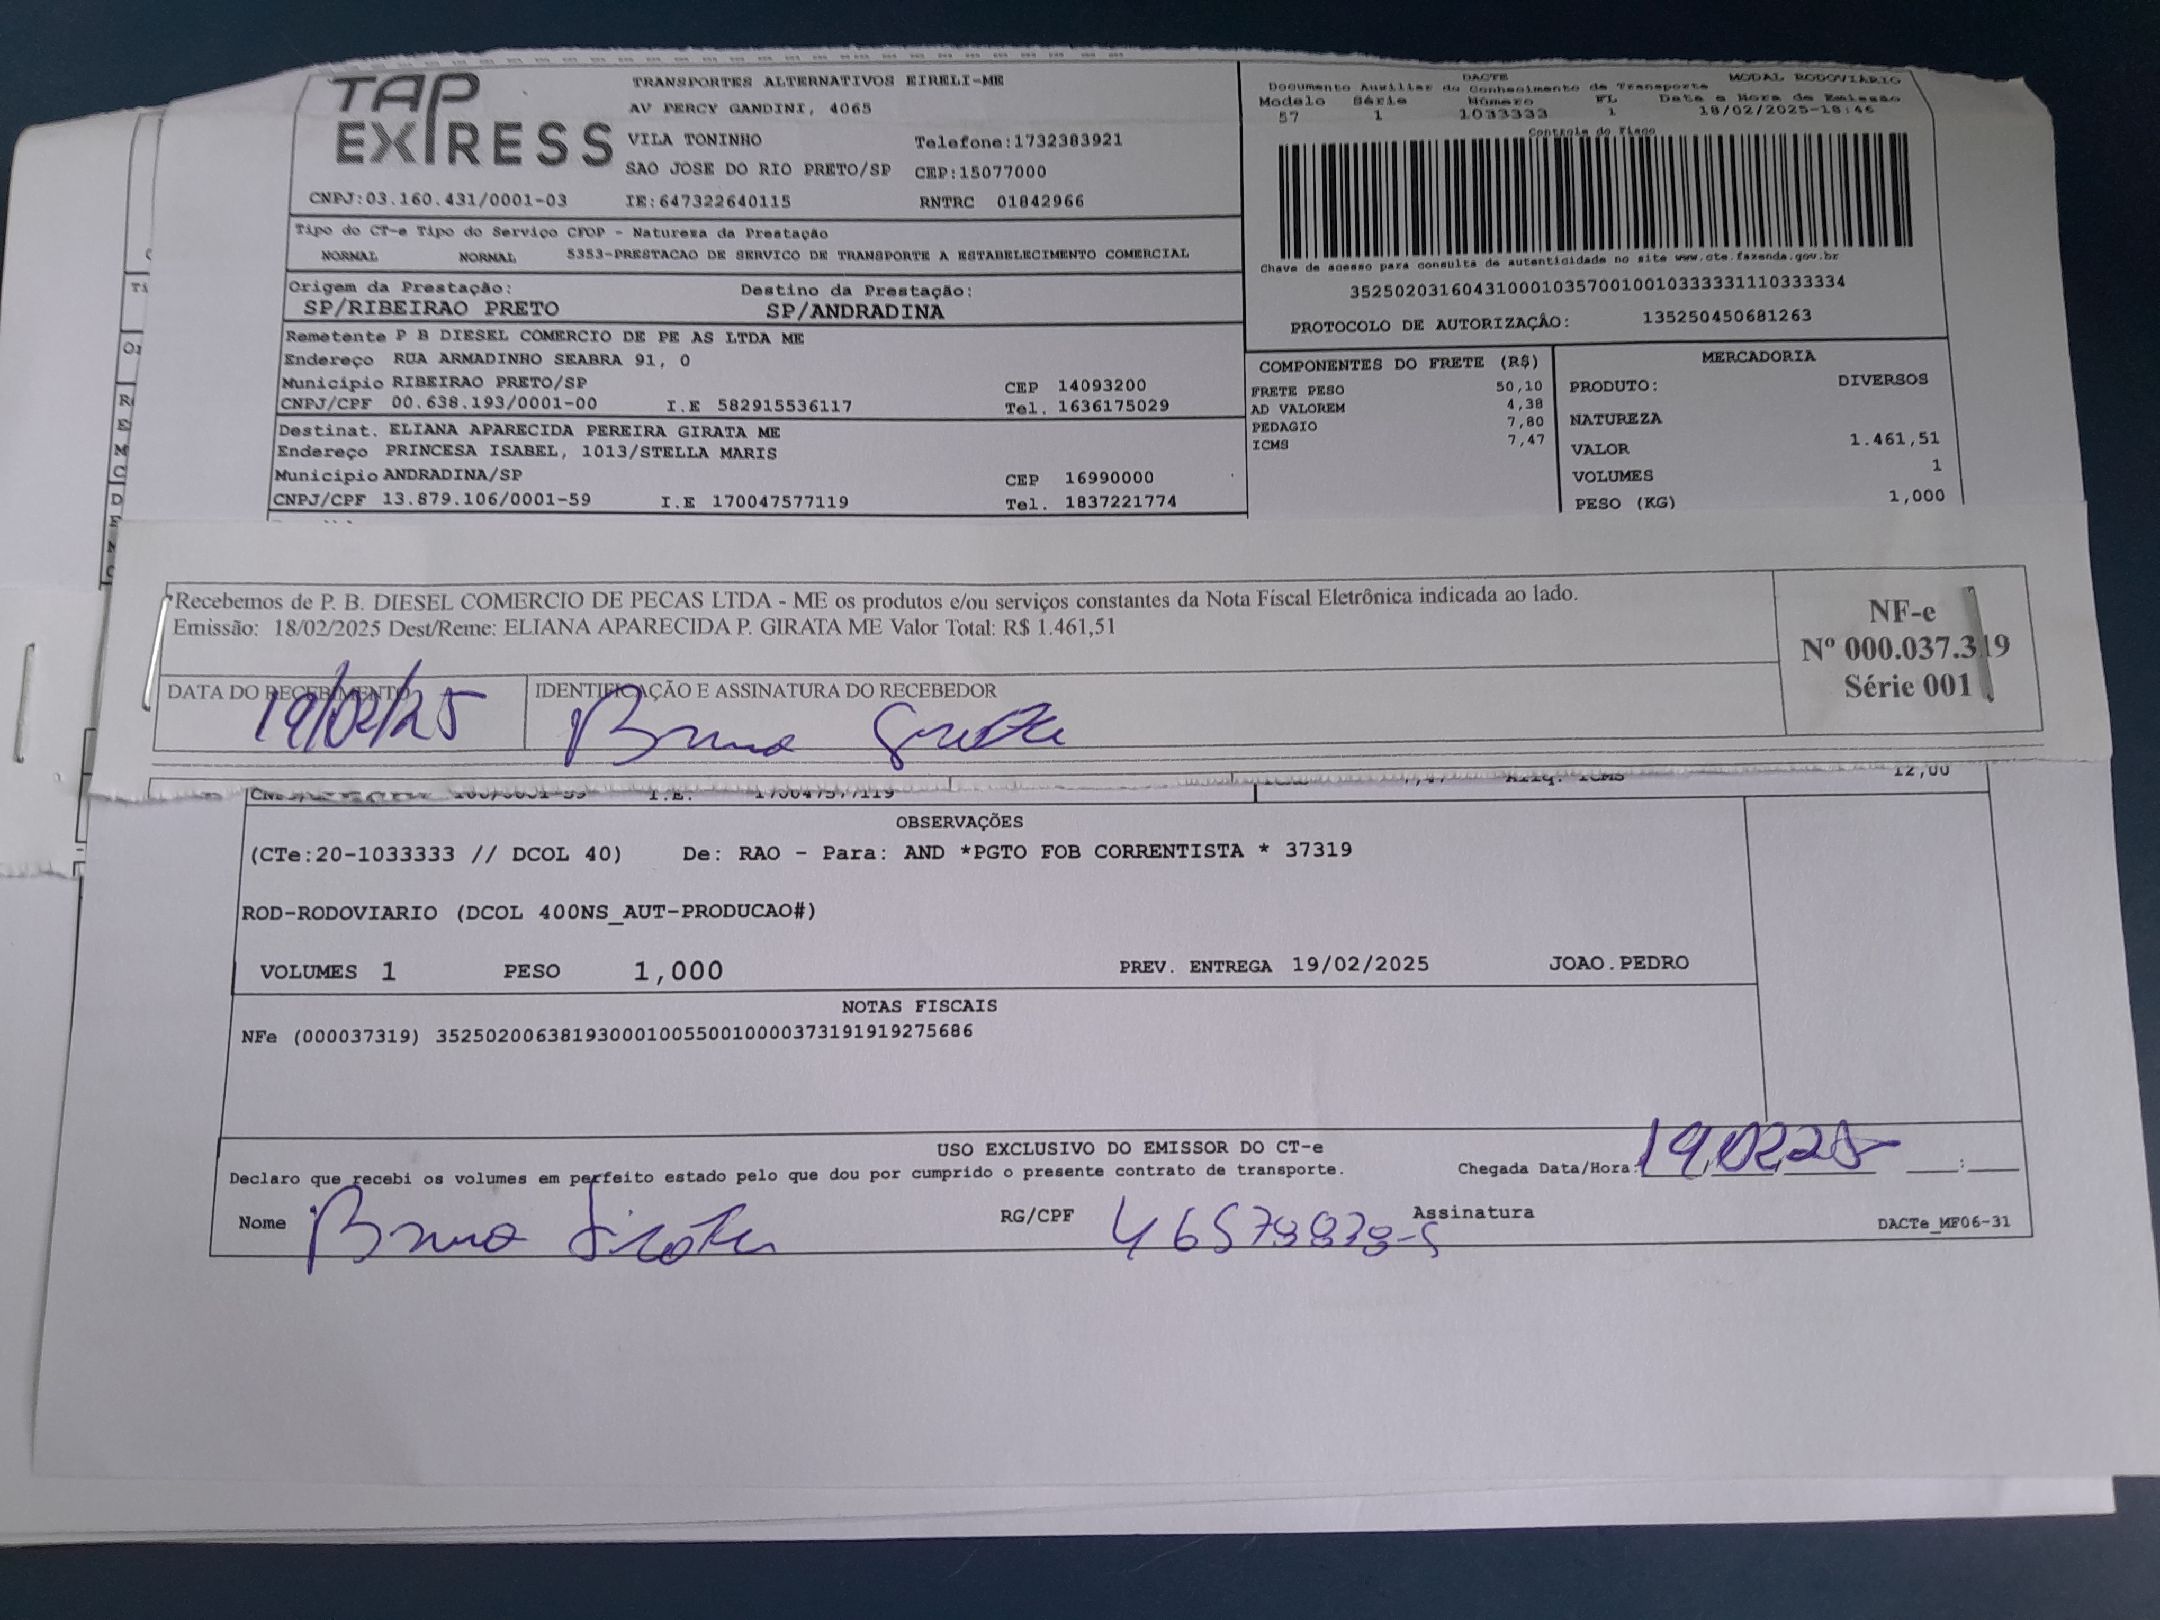 TAP EXPRESS
TRANSPORTES ALTERNATIVOS EIRELI-ME
AV PERCY GANDINI, 4065
VILA TONINHO Telefone:1732383921
SAO JOSE DO RIO PRETO/SP CEP:15077000
CNPJ:03.160.431/0001-03 IE:647322640115 RNTRC 01842966
Tipo do CT-e Tipo do Serviço CFOP - Natureza da Prestação
NORMAL NORMAL 5353-PRESTACAO DE SERVICO DE TRANSPORTE A ESTABELECIMENTO COMERCIAL
Origem da Prestação: Destino da Prestação:
SP/RIBEIRAO PRETO SP/ANDRADINA
Remetente P B DIESEL COMERCIO DE PE AS LTDA ME
Endereço RUA ARMADINHO SEABRA 91, 0
Municipio RIBEIRAO PRETO/SP CEP 14093200
CNPJ/CPF 00.638.193/0001-00 I.E 582915536117 Tel. 1636175029
Destinat. ELIANA APARECIDA PEREIRA GIRATA ME
Endereço PRINCESA ISABEL, 1013/STELLA MARIS
Municipio ANDRADINA/SP CEP 16990000
CNPJ/CPF 13.879.106/0001-59 I.E 170047577119 Tel. 1837221774
DACTE MODAL RODOVIÁRIO
Documento Auxiliar do Conhecimento de Transporte
Modelo Série Número FL Data e Hora de Emissão
57 1 1033333 1 18/02/2025-18:46
Controle do Fisco
Chave de acesso para consulta de autenticidade no site www.cte.fazenda.gov.br
35250203160431000103570010010333331110333334
PROTOCOLO DE AUTORIZAÇÃO: 135250450681263
COMPONENTES DO FRETE (R$)
FRETE PESO 50,10
AD VALOREM 4,38
PEDAGIO 7,80
ICMS 7,47
MERCADORIA
PRODUTO: DIVERSOS
NATUREZA
VALOR 1.461,51
VOLUMES 1
PESO (KG) 1,000
Recebemos de P. B. DIESEL COMERCIO DE PECAS LTDA - ME os produtos e/ou serviços constantes da Nota Fiscal Eletrônica indicada ao lado.
Emissão: 18/02/2025 Dest/Reme: ELIANA APARECIDA P. GIRATA ME Valor Total: R$ 1.461,51
NF-e
Nº 000.037.319
Série 001
DATA DO RECEBIMENTO IDENTIFICAÇÃO E ASSINATURA DO RECEBEDOR
19/02/25 Bruno
12,00
I.E. 170047577119
OBSERVAÇÕES
(CTe:20-1033333 // DCOL 40) De: RAO - Para: AND *PGTO FOB CORRENTISTA * 37319
ROD-RODOVIARIO (DCOL 400NS_AUT-PRODUCAO#)
VOLUMES 1 PESO 1,000 PREV. ENTREGA 19/02/2025 JOAO.PEDRO
NOTAS FISCAIS
NFe (000037319) 35250200638193000100550010000373191919275686
USO EXCLUSIVO DO EMISSOR DO CT-e
Declaro que recebi os volumes em perfeito estado pelo que dou por cumprido o presente contrato de transporte. Chegada Data/Hora: 19,02,25 :
Nome Bruno RG/CPF Assinatura
DACTe_MF06-31